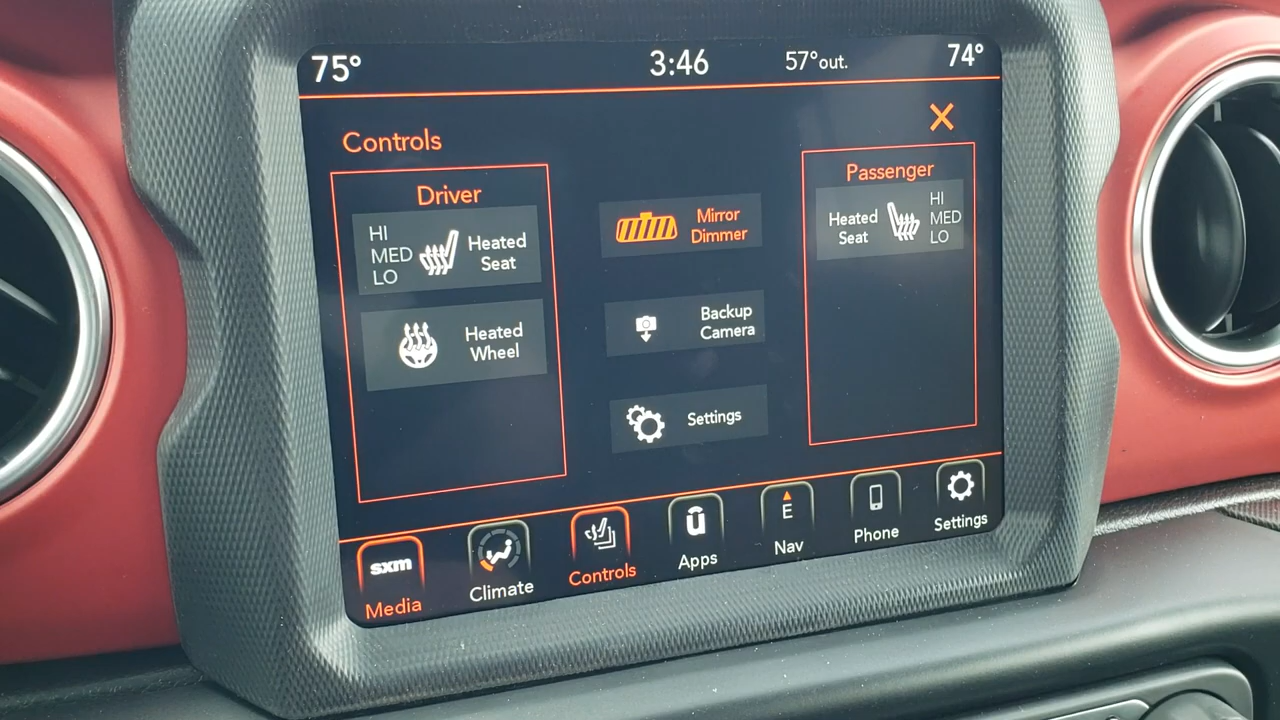 75° 3:46 57°out. 74°
Controls
Driver
HI
MED
LO
Heated
Seat
Heated
Wheel
Mirror
Dimmer
Backup
Camera
Settings
Passenger
Heated
Seat
HI
MED
LO
sxm
Media
Climate
Controls
Apps
E
Nav
Phone
Settings